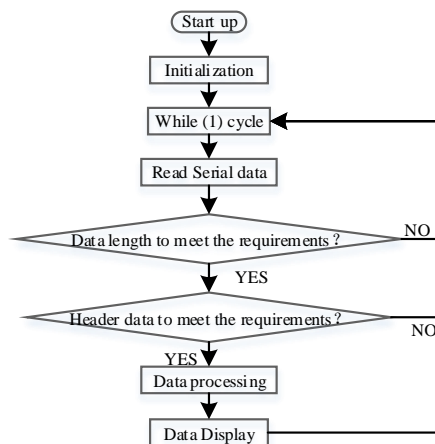 Start up
Initialization
While (1) cycle
Read Serial data
Data length to meet the requirements?
NO
YES
Header data to meet the requirements?
NO
YES
Data processing
Data Display